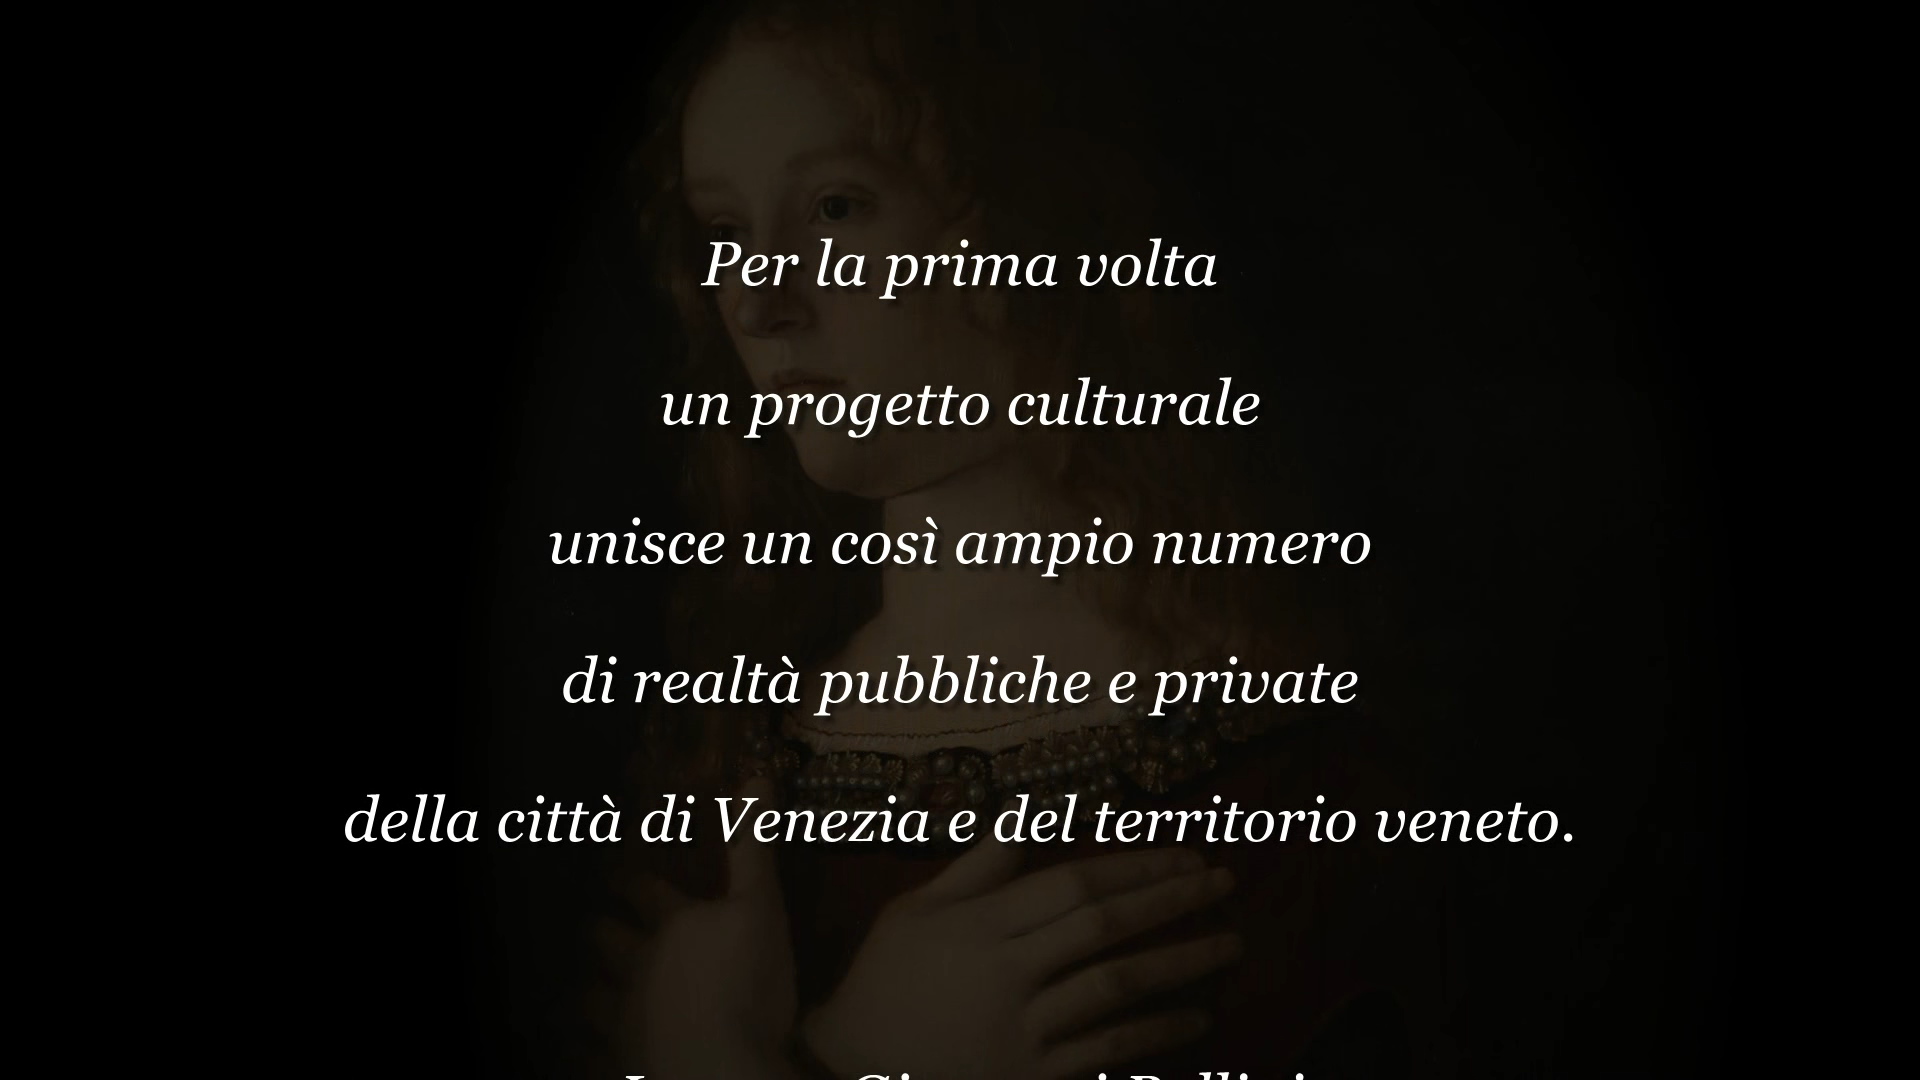 Per la prima volta
un progetto culturale
unisce un così ampio numero
di realtà pubbliche e private
della città di Venezia e del territorio veneto.